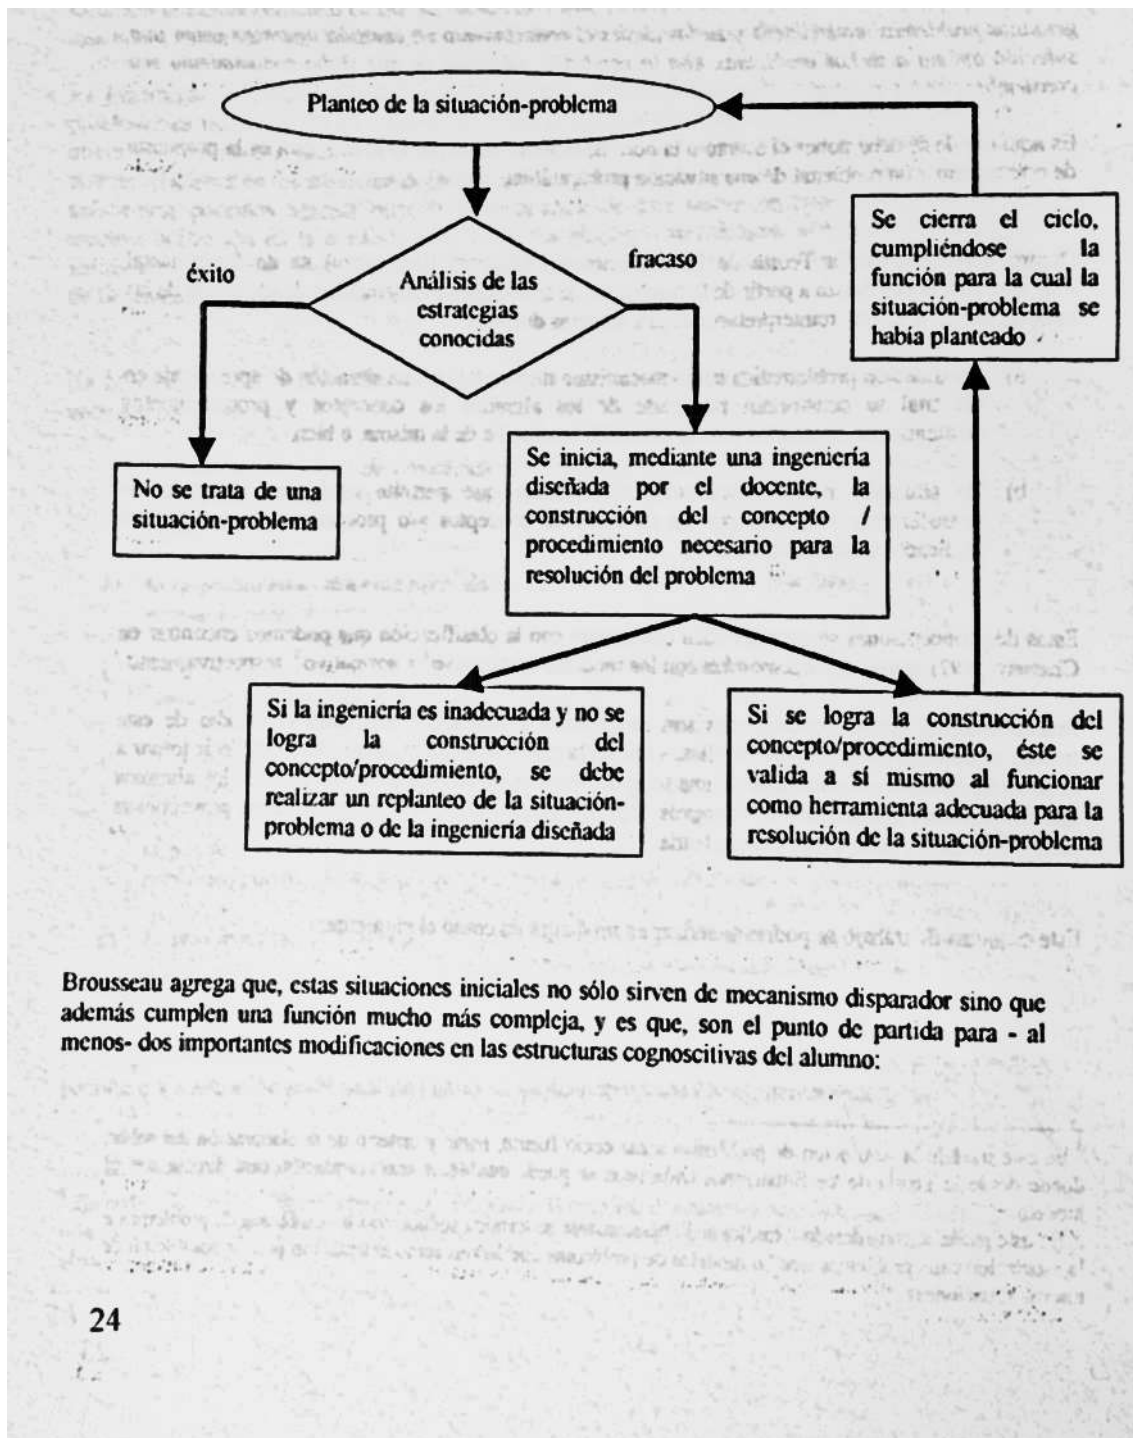 Planteo de la situación-problema
éxito
fracaso
Análisis de las
estrategias
conocidas
Se cierra el ciclo,
cumpliéndose la
función para la cual la
situación-problema se
había planteado
No se trata de una
situación-problema
Se inicia, mediante una ingeniería
diseñada por el docente, la
construcción del concepto /
procedimiento necesario para la
resolución del problema
Si la ingeniería es inadecuada y no se
logra la construcción del
concepto/procedimiento, se debe
realizar un replanteo de la situación-
problema o de la ingeniería diseñada
Si se logra la construcción del
concepto/procedimiento, éste se
valida a sí mismo al funcionar
como herramienta adecuada para la
resolución de la situación-problema
Brousseau agrega que, estas situaciones iniciales no sólo sirven de mecanismo disparador sino que
además cumplen una función mucho más compleja, y es que, son el punto de partida para - al
menos- dos importantes modificaciones en las estructuras cognoscitivas del alumno:
24